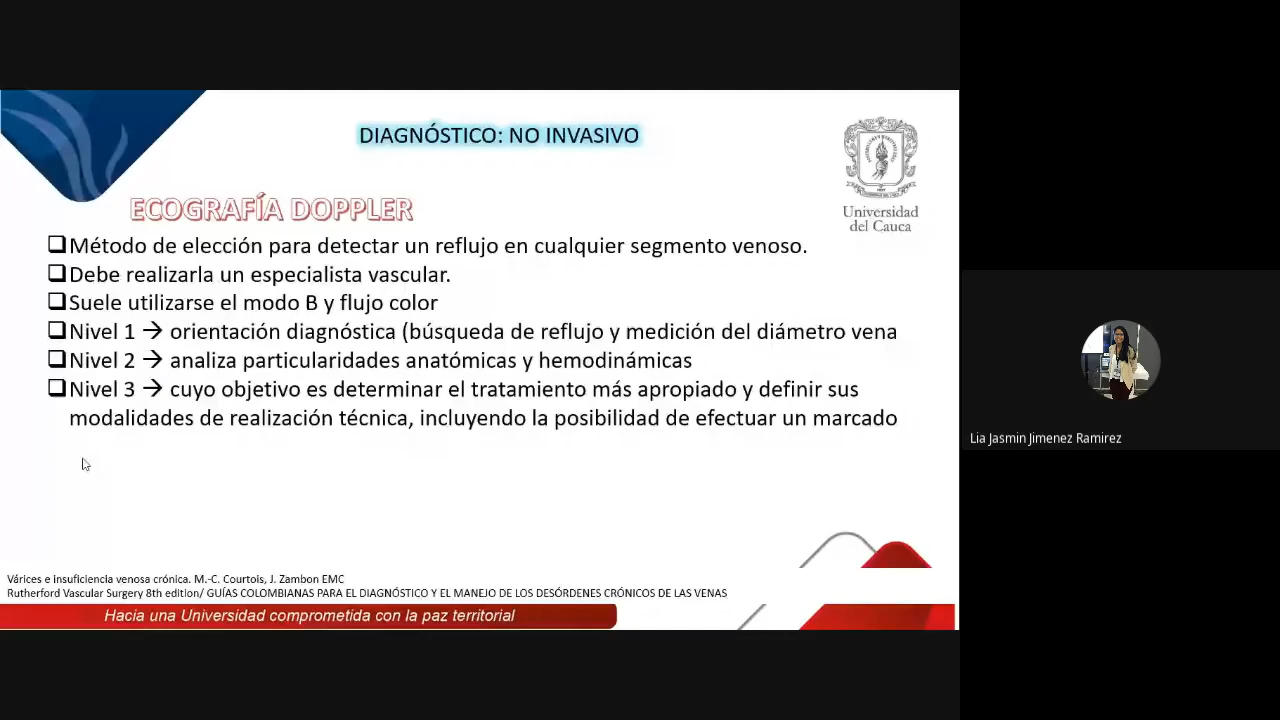 DIAGNÓSTICO: NO INVASIVO
Universidad
del Cauca
ECOGRAFÍA DOPPLER
❑Método de elección para detectar un reflujo en cualquier segmento venoso.
❑Debe realizarla un especialista vascular.
❑Suele utilizarse el modo B y flujo color
❑Nivel 1 → orientación diagnóstica (búsqueda de reflujo y medición del diámetro vena
❑Nivel 2 → analiza particularidades anatómicas y hemodinámicas
❑Nivel 3 → cuyo objetivo es determinar el tratamiento más apropiado y definir sus
modalidades de realización técnica, incluyendo la posibilidad de efectuar un marcado
Várices e insuficiencia venosa crónica. M.-C. Courtois, J. Zambon EMC
Rutherford Vascular Surgery 8th edition/ GUÍAS COLOMBIANAS PARA EL DIAGNÓSTICO Y EL MANEJO DE LOS DESÓRDENES CRÓNICOS DE LAS VENAS
Hacia una Universidad comprometida con la paz territorial
Lia Jasmin Jimenez Ramirez